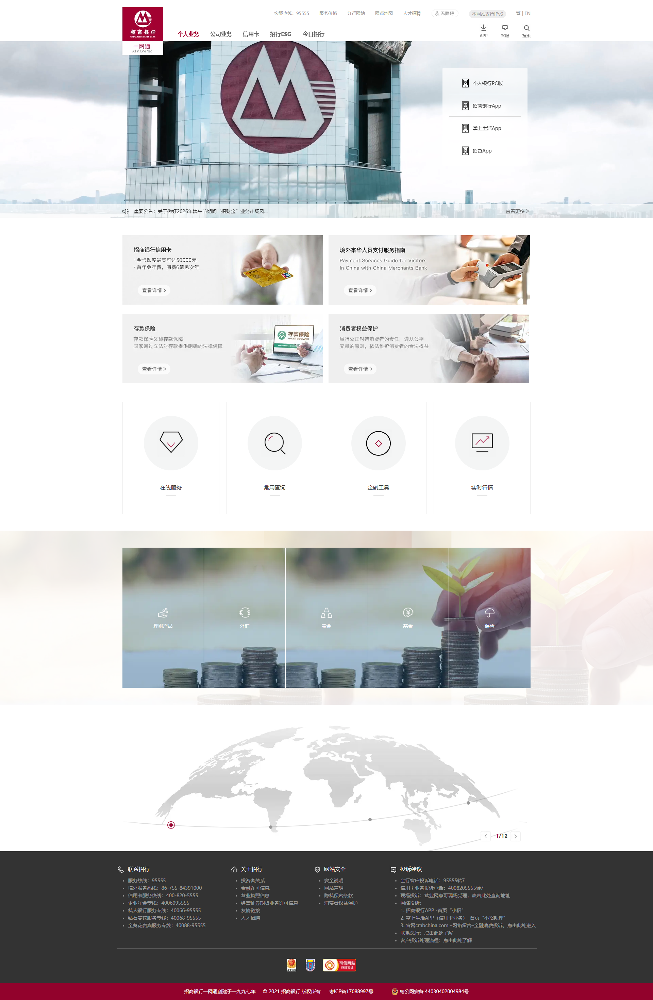 客服热线：95555 服务价格 分行网站 网点地图 人才招聘 无障碍 本网站支持IPv6 繁 | EN
招商银行
CHINA MERCHANTS BANK
一网通
All In One Net
个人业务 公司业务 信用卡 招行ESG 今日招行
APP 客服 搜索
个人银行PC版
招商银行App
掌上生活App
招贷App
重要公告：关于做好2026年端午节期间“招财金”业务市场风... 查看更多 >
招商银行信用卡
· 金卡额度最高可达50000元
· 首年免年费，消费6笔免次年
查看详情 >
境外来华人员支付服务指南
Payment Services Guide for Visitors
in China with China Merchants Bank
查看详情 >
存款保险
存款保险又称存款保障
国家通过立法对存款提供明确的法律保障
查看详情 >
存款保险
DEPOSIT INSURANCE
消费者权益保护
履行公正对待消费者的责任，遵从公平
交易的原则，依法维护消费者的合法权益
查看详情 >
在线服务 常用查询 金融工具 实时行情
理财产品 外汇 黄金 基金 保险
1/12
联系招行
服务热线：95555
境外服务热线：86-755-84391000
信用卡服务热线：400-820-5555
企业年金专线：4006095555
私人银行服务专线：40066-95555
钻石贵宾服务专线：40068-95555
金葵花贵宾服务专线：40088-95555
关于招行
投资者关系
金融许可信息
营业执照信息
经营证券期货业务许可信息
友情链接
人才招聘
网站安全
安全说明
网站声明
隐私保密条款
消费者权益保护
投诉建议
全行客户投诉电话：95555转7
信用卡业务投诉电话：4008205555转7
现场投诉：营业网点可现场受理，点击此处查询地址
网络投诉：
1. 招商银行APP -首页“小招”
2. 掌上生活APP（信用卡业务）–首页“小招助理”
3. 官网cmbchina.com –网络留言–金融消费投诉，点击此处进入
联系总行：点击此处了解
客户投诉处理流程：点击此处了解
可信网站
身份验证
招商银行一网通创建于一九九七年 © 2021 招商银行 版权所有 粤ICP备17088997号 粤公网安备 44030402004984号